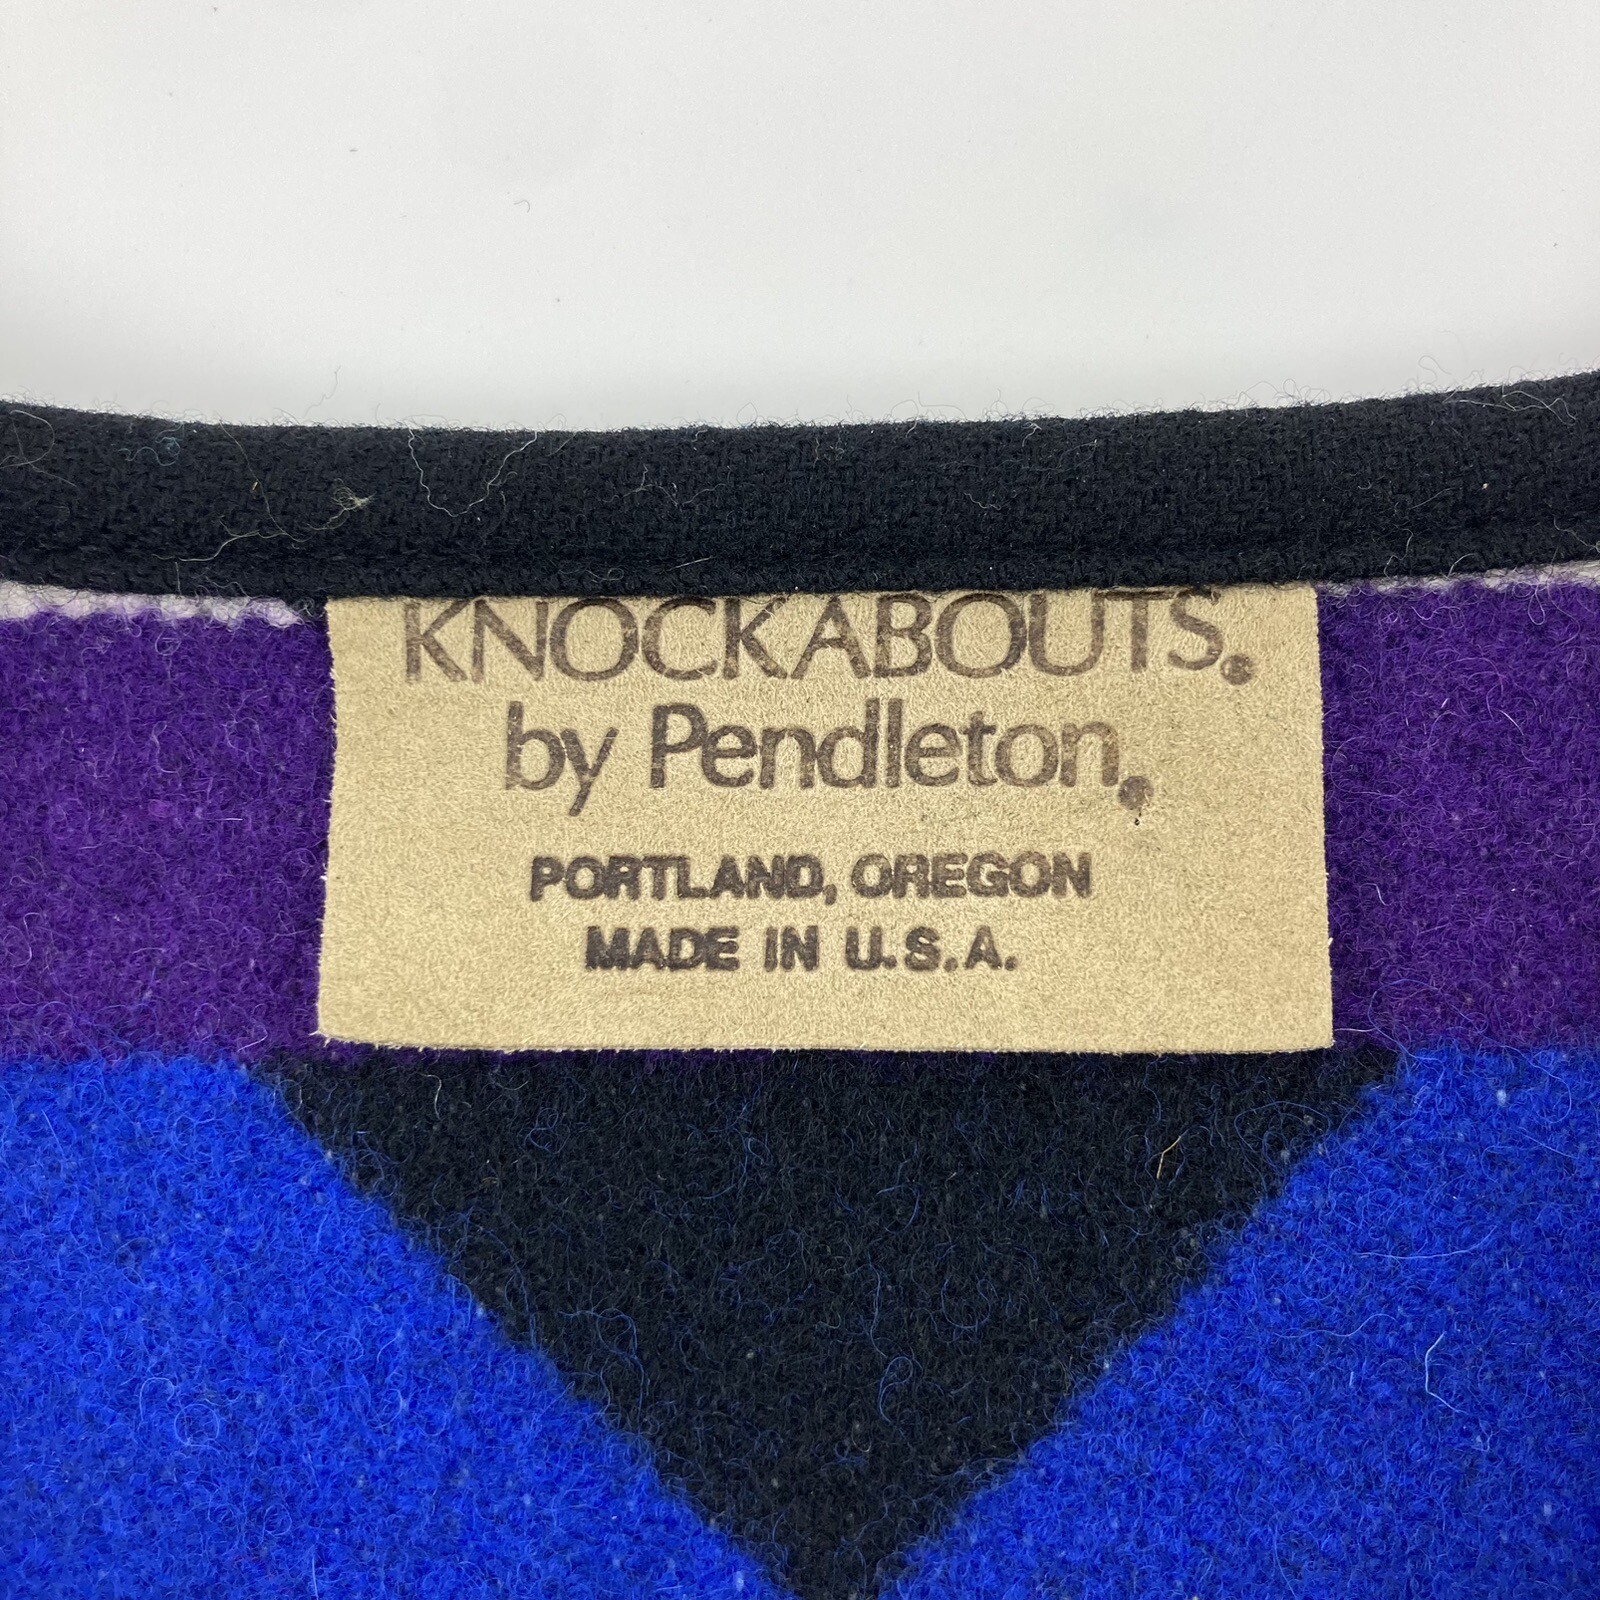 KNOCKABOUTS®
by Pendleton®
PORTLAND, OREGON
MADE IN U.S.A.